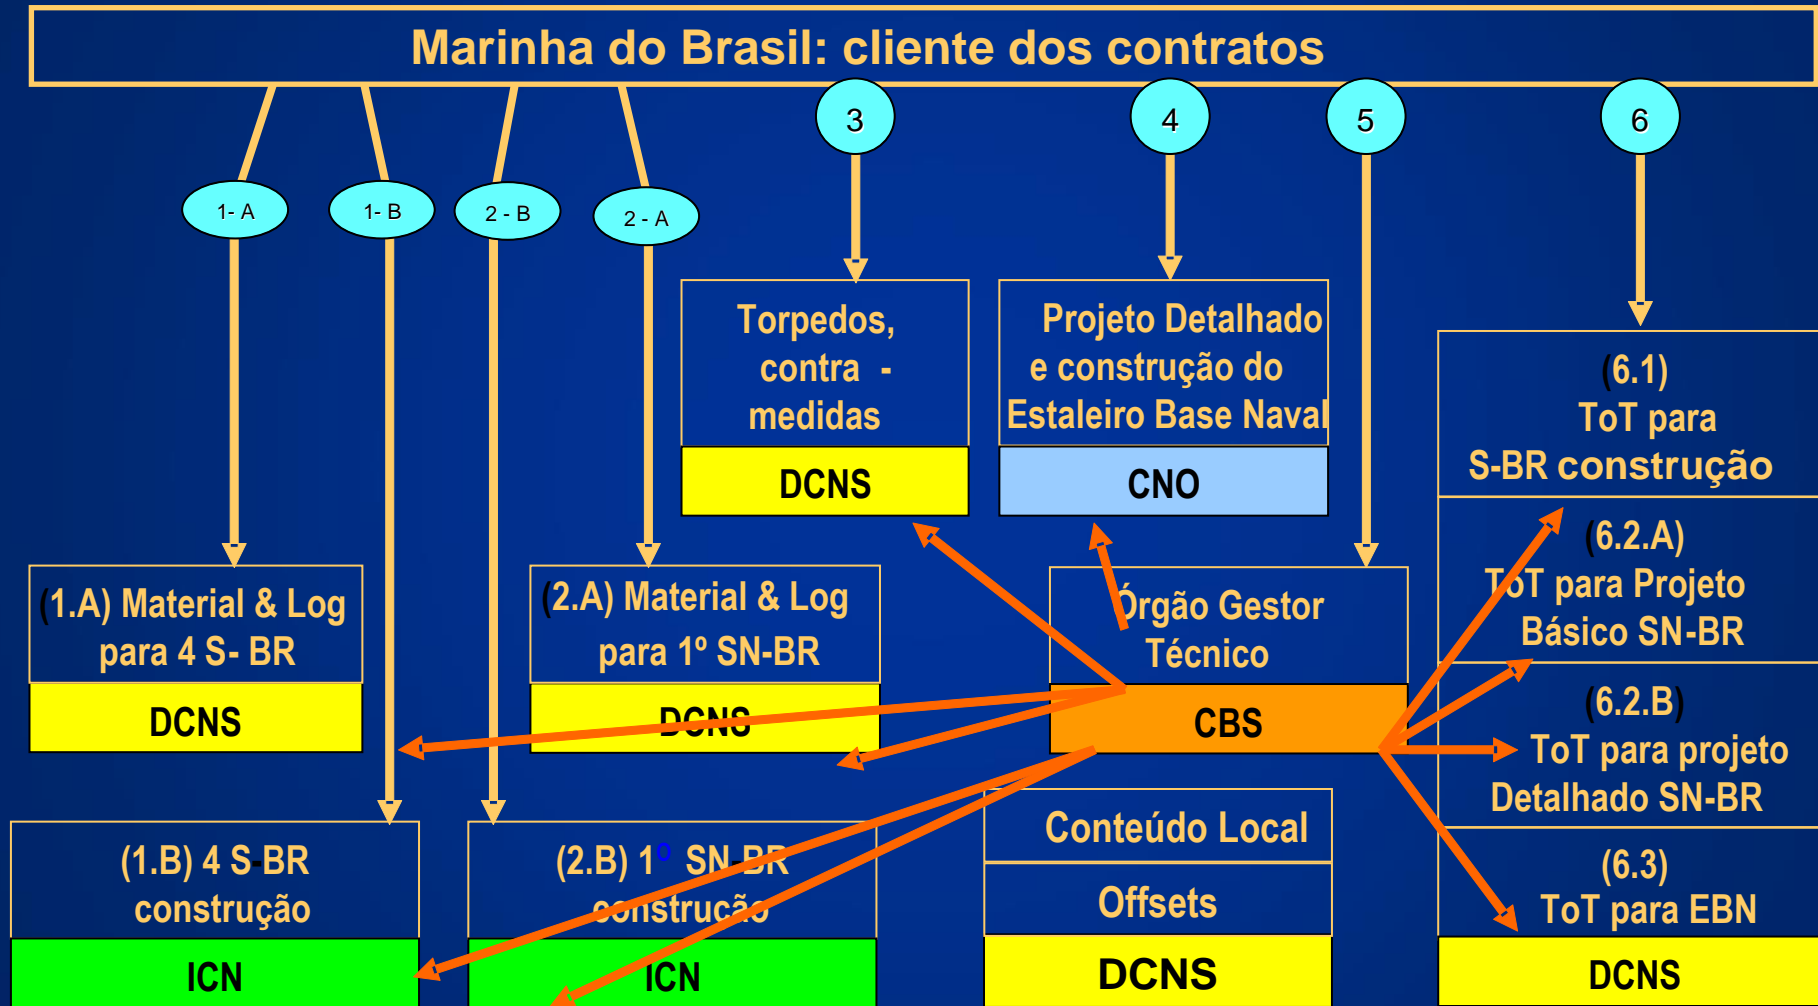 Marinha do Brasil: cliente dos contratos
3
4
5
6
1- A
1- B
2 - B
2 - A
Torpedos,
contra -
medidas
DCNS
Projeto Detalhado
e construção do
Estaleiro Base Naval
CNO
(6.1)
ToT para
S-BR construção
(6.2.A)
ToT para Projeto
Básico SN-BR
(6.2.B)
ToT para projeto
Detalhado SN-BR
(6.3)
ToT para EBN
DCNS
(1.A) Material & Log
para 4 S- BR
DCNS
(2.A) Material & Log
para 1º SN-BR
DCNS
Órgão Gestor
Técnico
CBS
(1.B) 4 S-BR
construção
ICN
(2.B) 1º SN-BR
construção
ICN
Conteúdo Local
Offsets
DCNS